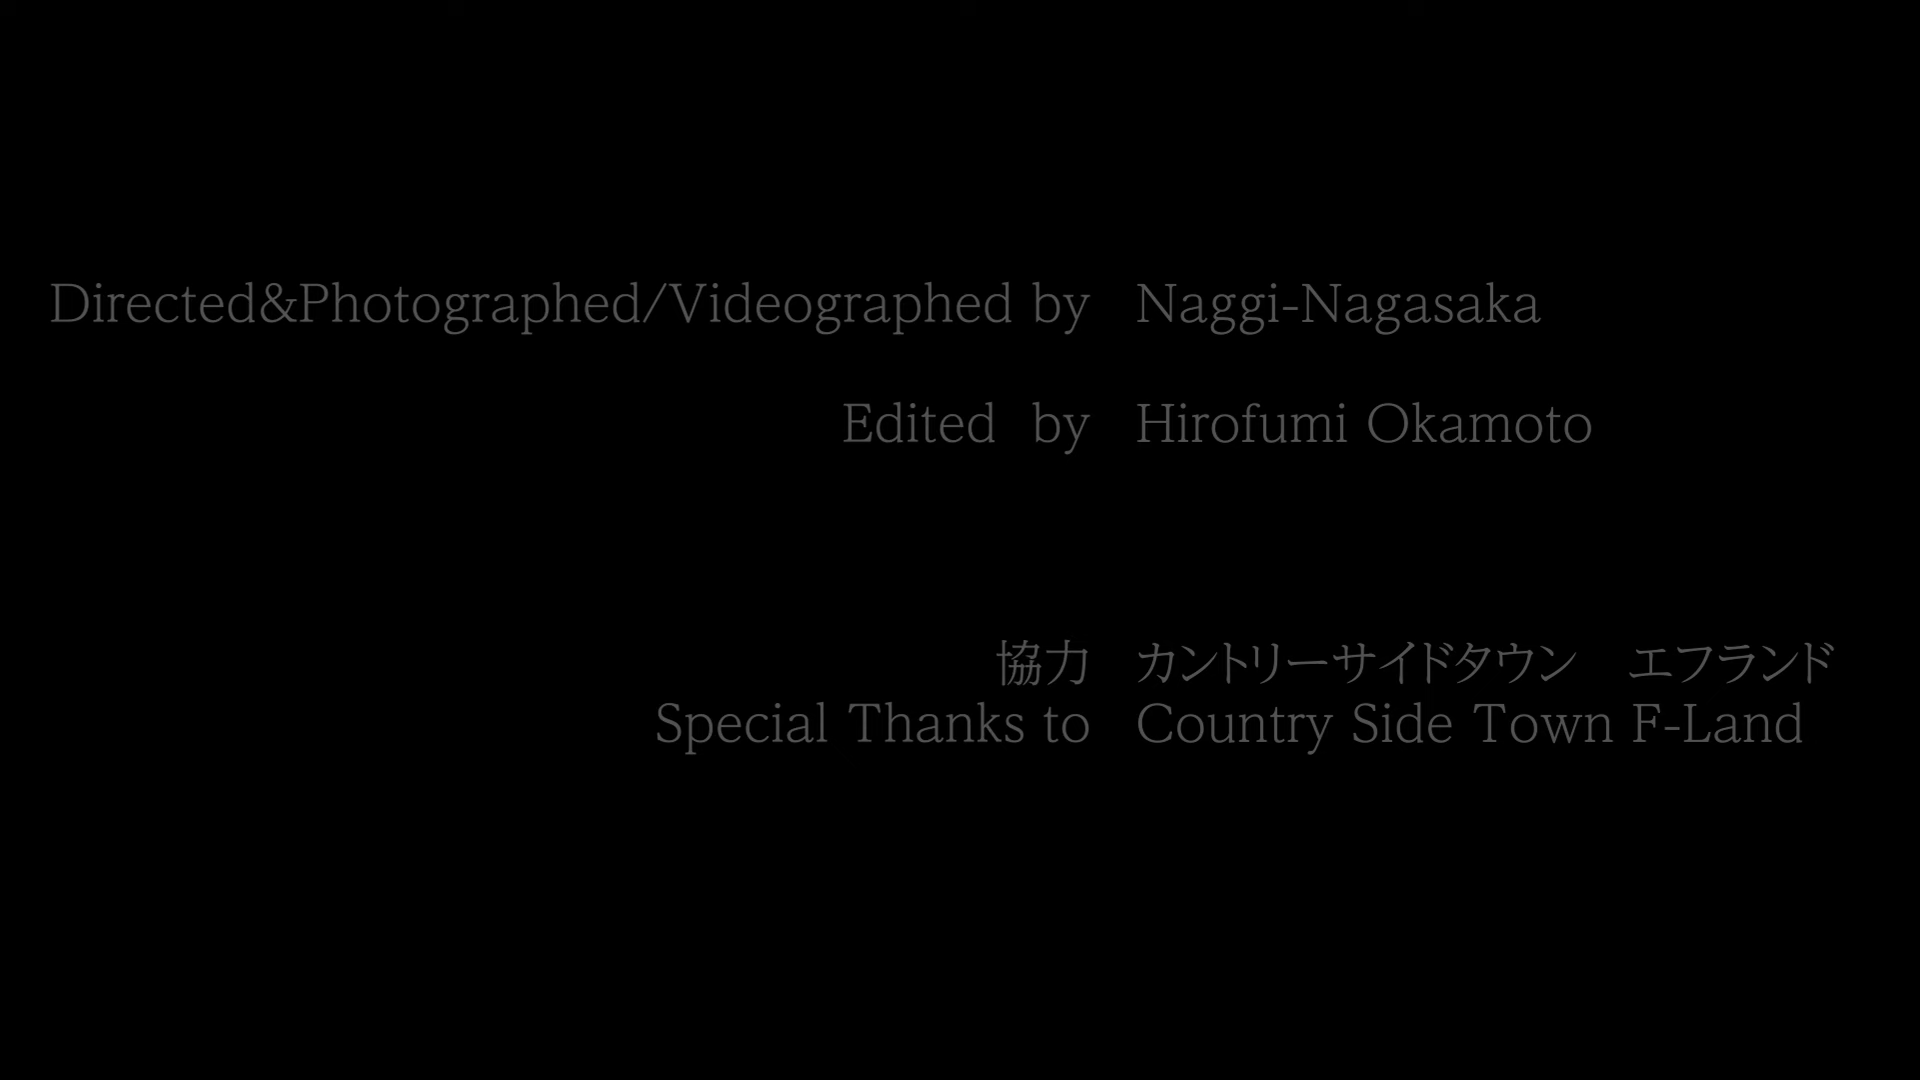 Directed&Photographed/Videographed by Naggi-Nagasaka
Edited by Hirofumi Okamoto
協力 カントリーサイドタウン エフランド
Special Thanks to Country Side Town F-Land